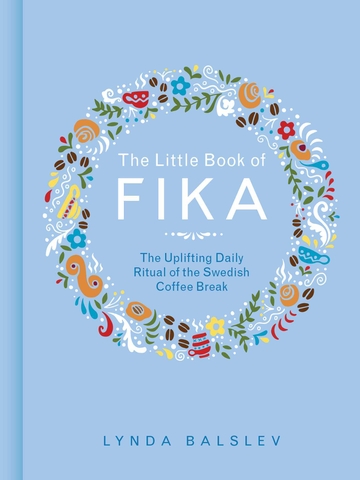 The Little Book of
FIKA
The Uplifting Daily
Ritual of the Swedish
Coffee Break
LYNDA BALSLEV